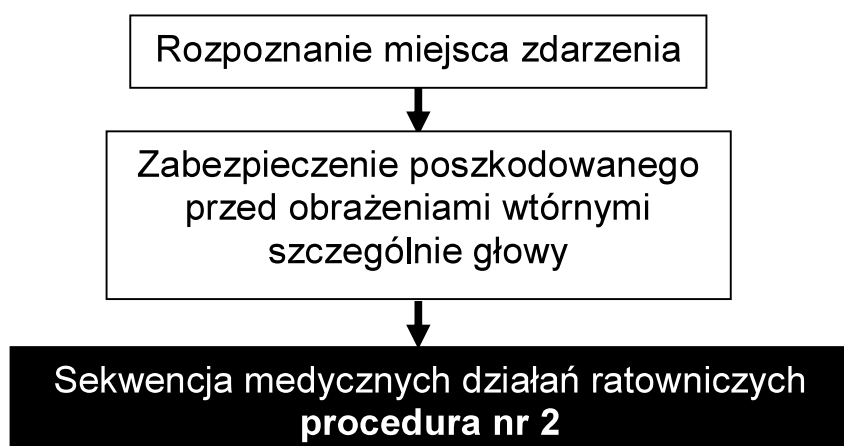 Rozpoznanie miejsca zdarzenia
Zabezpieczenie poszkodowanego
przed obrażeniami wtórnymi
szczególnie głowy
Sekwencja medycznych działań ratowniczych
procedura nr 2